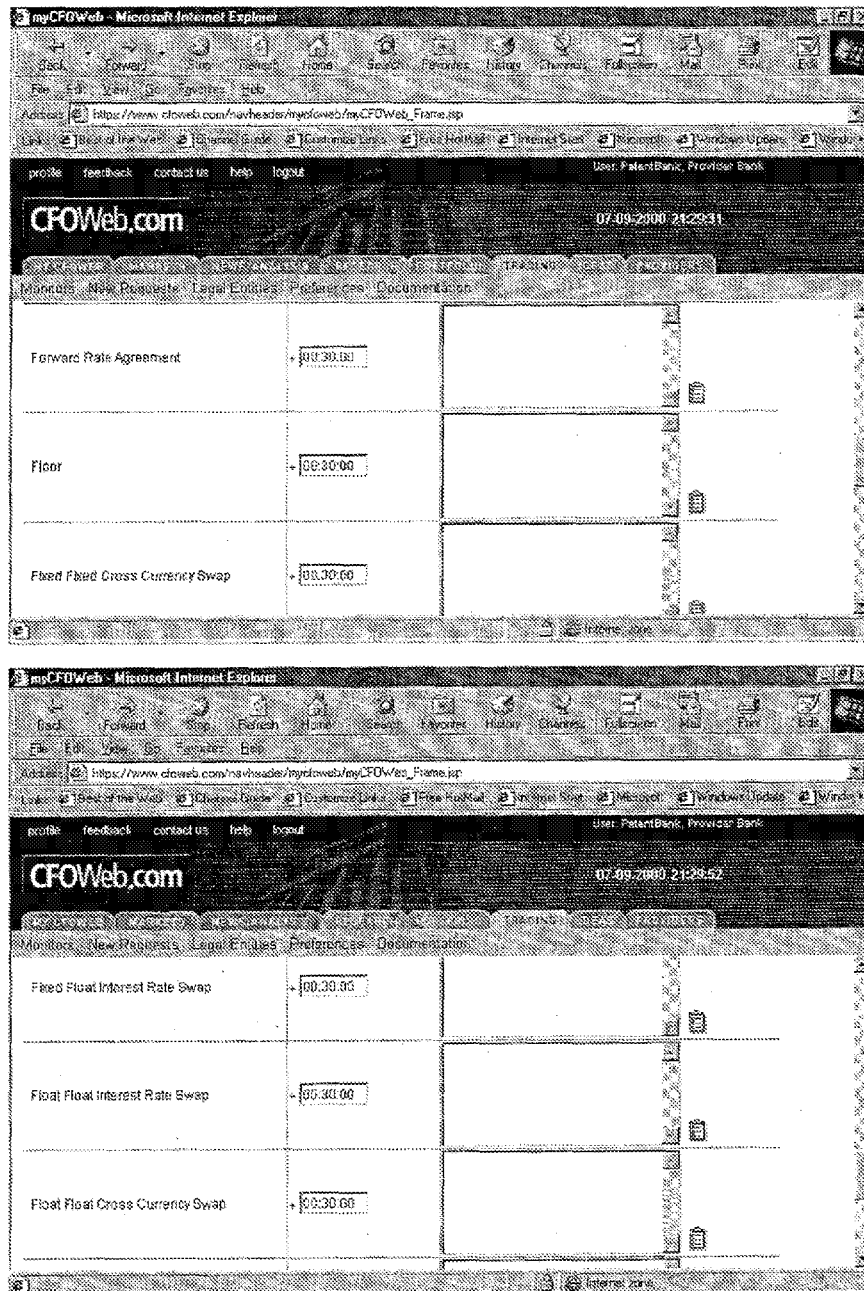 myCFOWeb - Microsoft Internet Explorer
Back Forward Stop Refresh Home Search Favorites History Channels Fullscreen Mail Print Edit
File Edit View Go Favorites Help
Address https://www.cfoweb.com/navheader/mycfoweb/myCFOWeb_Frame.jsp
Links Best of the Web Channel Guide Customize Links Free HotMail Internet Start Microsoft Windows Update
profile feedback contact us help logout User: PatentBank, Provider Bank
CFOWeb.com 07-09-2000 21:29:31
TRADING
Monitors New Requests Legal Entities Preferences Documentation
Forward Rate Agreement + 00:30:00
Floor + 00:30:00
Fixed Fixed Cross Currency Swap + 00:30:00
Internet zone
myCFOWeb - Microsoft Internet Explorer
Back Forward Stop Refresh Home Search Favorites History Channels Fullscreen Mail Print Edit
File Edit View Go Favorites Help
Address https://www.cfoweb.com/navheader/mycfoweb/myCFOWeb_Frame.jsp
Links Best of the Web Channel Guide Customize Links Free HotMail Internet Start Microsoft Windows Update
profile feedback contact us help logout User: PatentBank, Provider Bank
CFOWeb.com 07-09-2000 21:29:52
TRADING
Monitors New Requests Legal Entities Preferences Documentation
Fixed Float Interest Rate Swap + 00:30:00
Float Float Interest Rate Swap + 00:30:00
Float Float Cross Currency Swap + 00:30:00
Internet zone